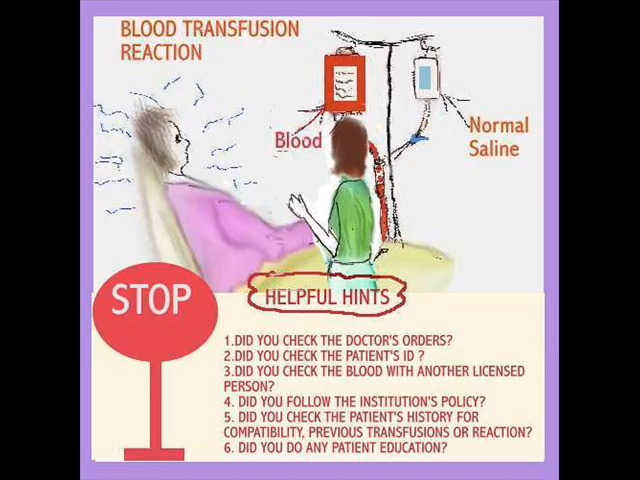 BLOOD TRANSFUSION
REACTION
Blood
Normal
Saline
STOP
HELPFUL HINTS
1.DID YOU CHECK THE DOCTOR'S ORDERS?
2.DID YOU CHECK THE PATIENT'S ID ?
3.DID YOU CHECK THE BLOOD WITH ANOTHER LICENSED
PERSON?
4. DID YOU FOLLOW THE INSTITUTION'S POLICY?
5. DID YOU CHECK THE PATIENT'S HISTORY FOR
COMPATIBILITY, PREVIOUS TRANSFUSIONS OR REACTION?
6. DID YOU DO ANY PATIENT EDUCATION?